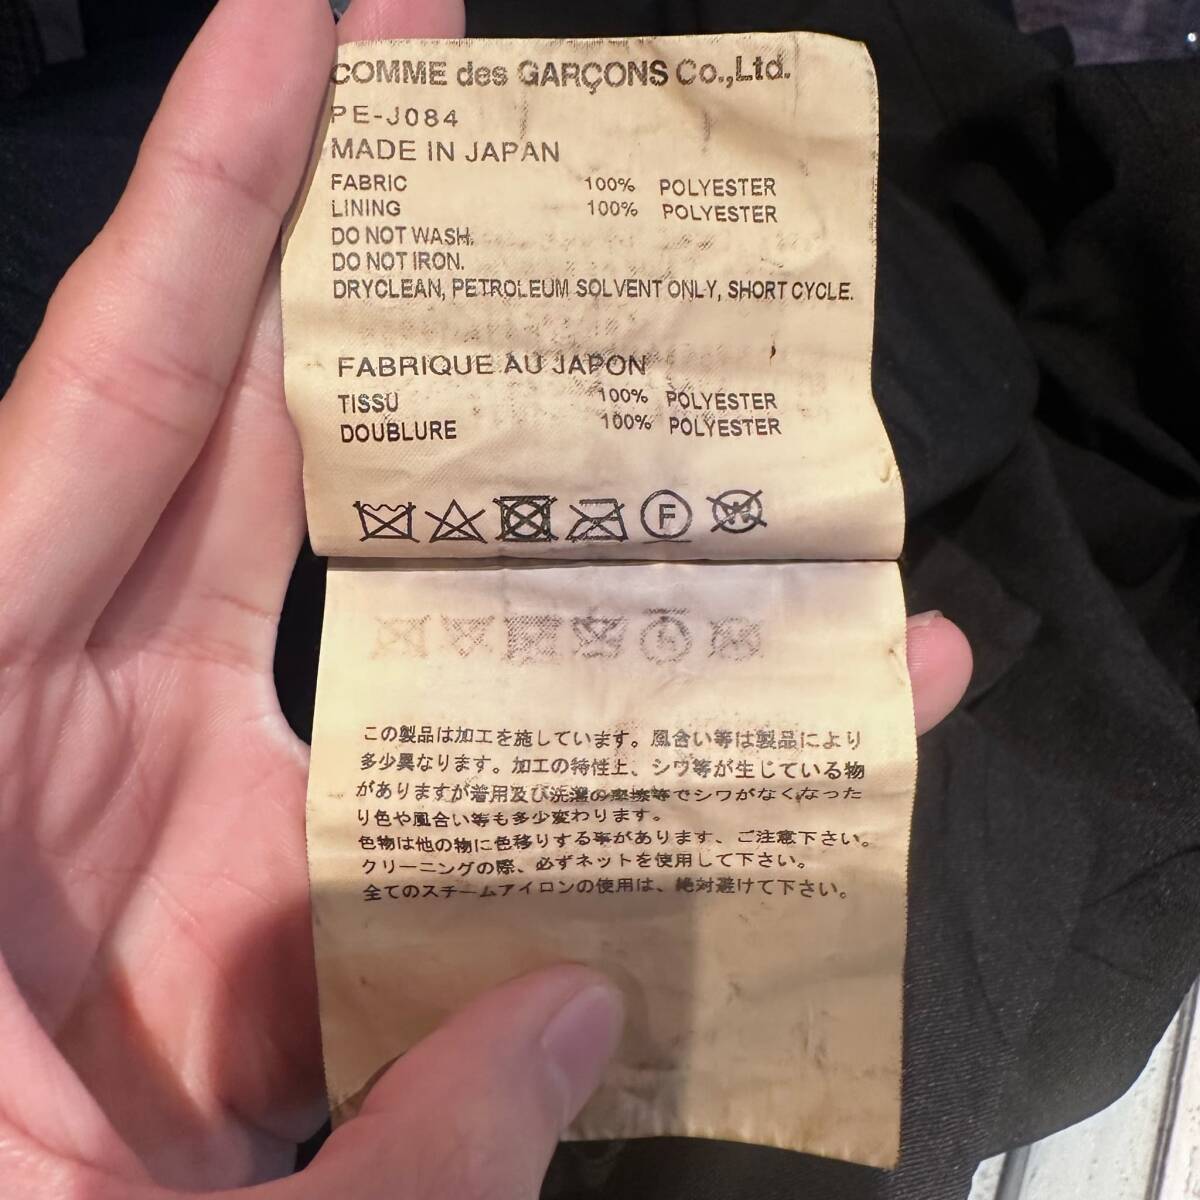 COMME des GARÇONS Co.,Ltd.
PE-J084
MADE IN JAPAN
FABRIC 100% POLYESTER
LINING 100% POLYESTER
DO NOT WASH.
DO NOT IRON.
DRYCLEAN, PETROLEUM SOLVENT ONLY, SHORT CYCLE.
FABRIQUE AU JAPON
TISSU 100% POLYESTER
DOUBLURE 100% POLYESTER
F W
この製品は加工を施しています。風合い等は製品により
多少異なります。加工の特性上、シワ等が生じている物
がありますが着用及び洗濯の摩擦等でシワがなくなった
り色や風合い等も多少変わります。
色物は他の物に色移りする事があります、ご注意下さい。
クリーニングの際、必ずネットを使用して下さい。
全てのスチームアイロンの使用は、絶対避けて下さい。